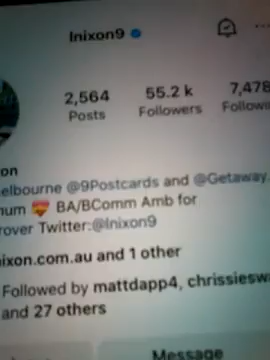 lnixon9
2,564 55.2 k 7,478
Posts Followers Followin
on
elbourne @9Postcards and @Getaway.
num BA/BComm Amb for
rover Twitter:@lnixon9
ixon.com.au and 1 other
Followed by mattdapp4, chrissiesw
and 27 others
Message